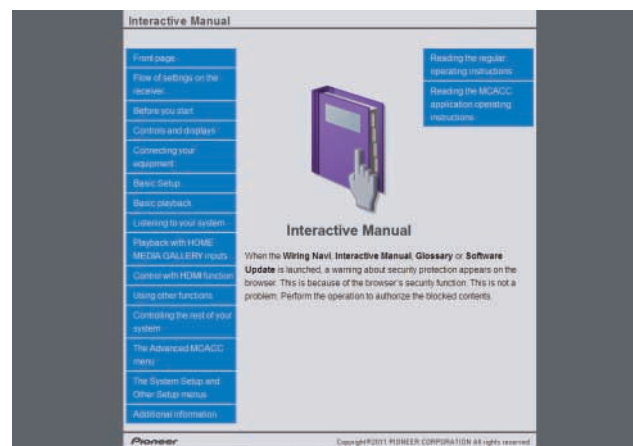 Interactive Manual
Front page
Flow of settings on the
receiver
Before you start
Controls and displays
Connecting your
equipment
Basic Setup
Basic playback
Listening to your system
Playback with HOME
MEDIA GALLERY inputs
Control with HDMI function
Using other functions
Controlling the rest of your
system
The Advanced MCACC
menu
The System Setup and
Other Setup menus
Additional information
Reading the regular
operating instructions
Reading the MCACC
application operating
instructions
Interactive Manual
When the Wiring Navi, Interactive Manual, Glossary or Software
Update is launched, a warning about security protection appears on the
browser. This is because of the browser's security function. This is not a
problem. Perform the operation to authorize the blocked contents.
Pioneer
Copyright©2011 PIONEER CORPORATION All rights reserved